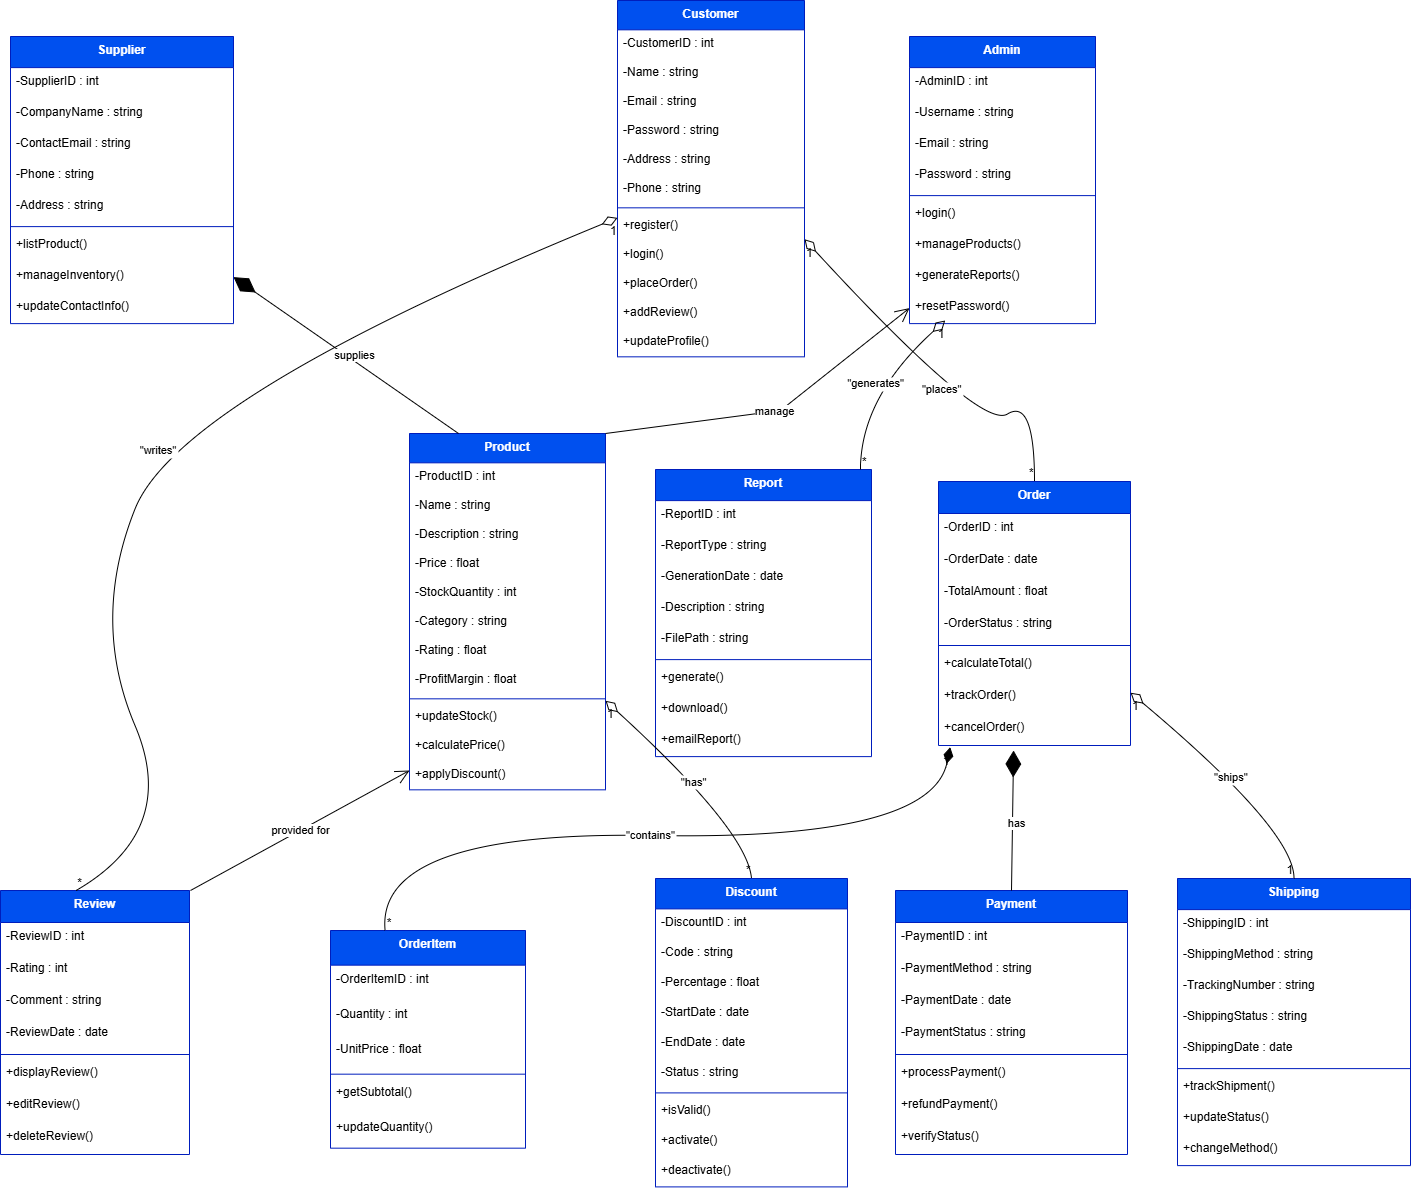 Supplier
-SupplierID : int
-CompanyName : string
-ContactEmail : string
-Phone : string
-Address : string
+listProduct()
+manageInventory()
+updateContactInfo()
Customer
-CustomerID : int
-Name : string
-Email : string
-Password : string
-Address : string
-Phone : string
+register()
+login()
+placeOrder()
+addReview()
+updateProfile()
Admin
-AdminID : int
-Username : string
-Email : string
-Password : string
+login()
+manageProducts()
+generateReports()
+resetPassword()
1
1
1
supplies
"generates"
"places"
manage
"writes"
*
*
Product
-ProductID : int
-Name : string
-Description : string
-Price : float
-StockQuantity : int
-Category : string
-Rating : float
-ProfitMargin : float
+updateStock()
+calculatePrice()
+applyDiscount()
Report
-ReportID : int
-ReportType : string
-GenerationDate : date
-Description : string
-FilePath : string
+generate()
+download()
+emailReport()
Order
-OrderID : int
-OrderDate : date
-TotalAmount : float
-OrderStatus : string
+calculateTotal()
+trackOrder()
+cancelOrder()
1
1
"has"
"ships"
provided for
"contains"
has
*
*
*
1
Review
-ReviewID : int
-Rating : int
-Comment : string
-ReviewDate : date
+displayReview()
+editReview()
+deleteReview()
OrderItem
-OrderItemID : int
-Quantity : int
-UnitPrice : float
+getSubtotal()
+updateQuantity()
Discount
-DiscountID : int
-Code : string
-Percentage : float
-StartDate : date
-EndDate : date
-Status : string
+isValid()
+activate()
+deactivate()
Payment
-PaymentID : int
-PaymentMethod : string
-PaymentDate : date
-PaymentStatus : string
+processPayment()
+refundPayment()
+verifyStatus()
Shipping
-ShippingID : int
-ShippingMethod : string
-TrackingNumber : string
-ShippingStatus : string
-ShippingDate : date
+trackShipment()
+updateStatus()
+changeMethod()